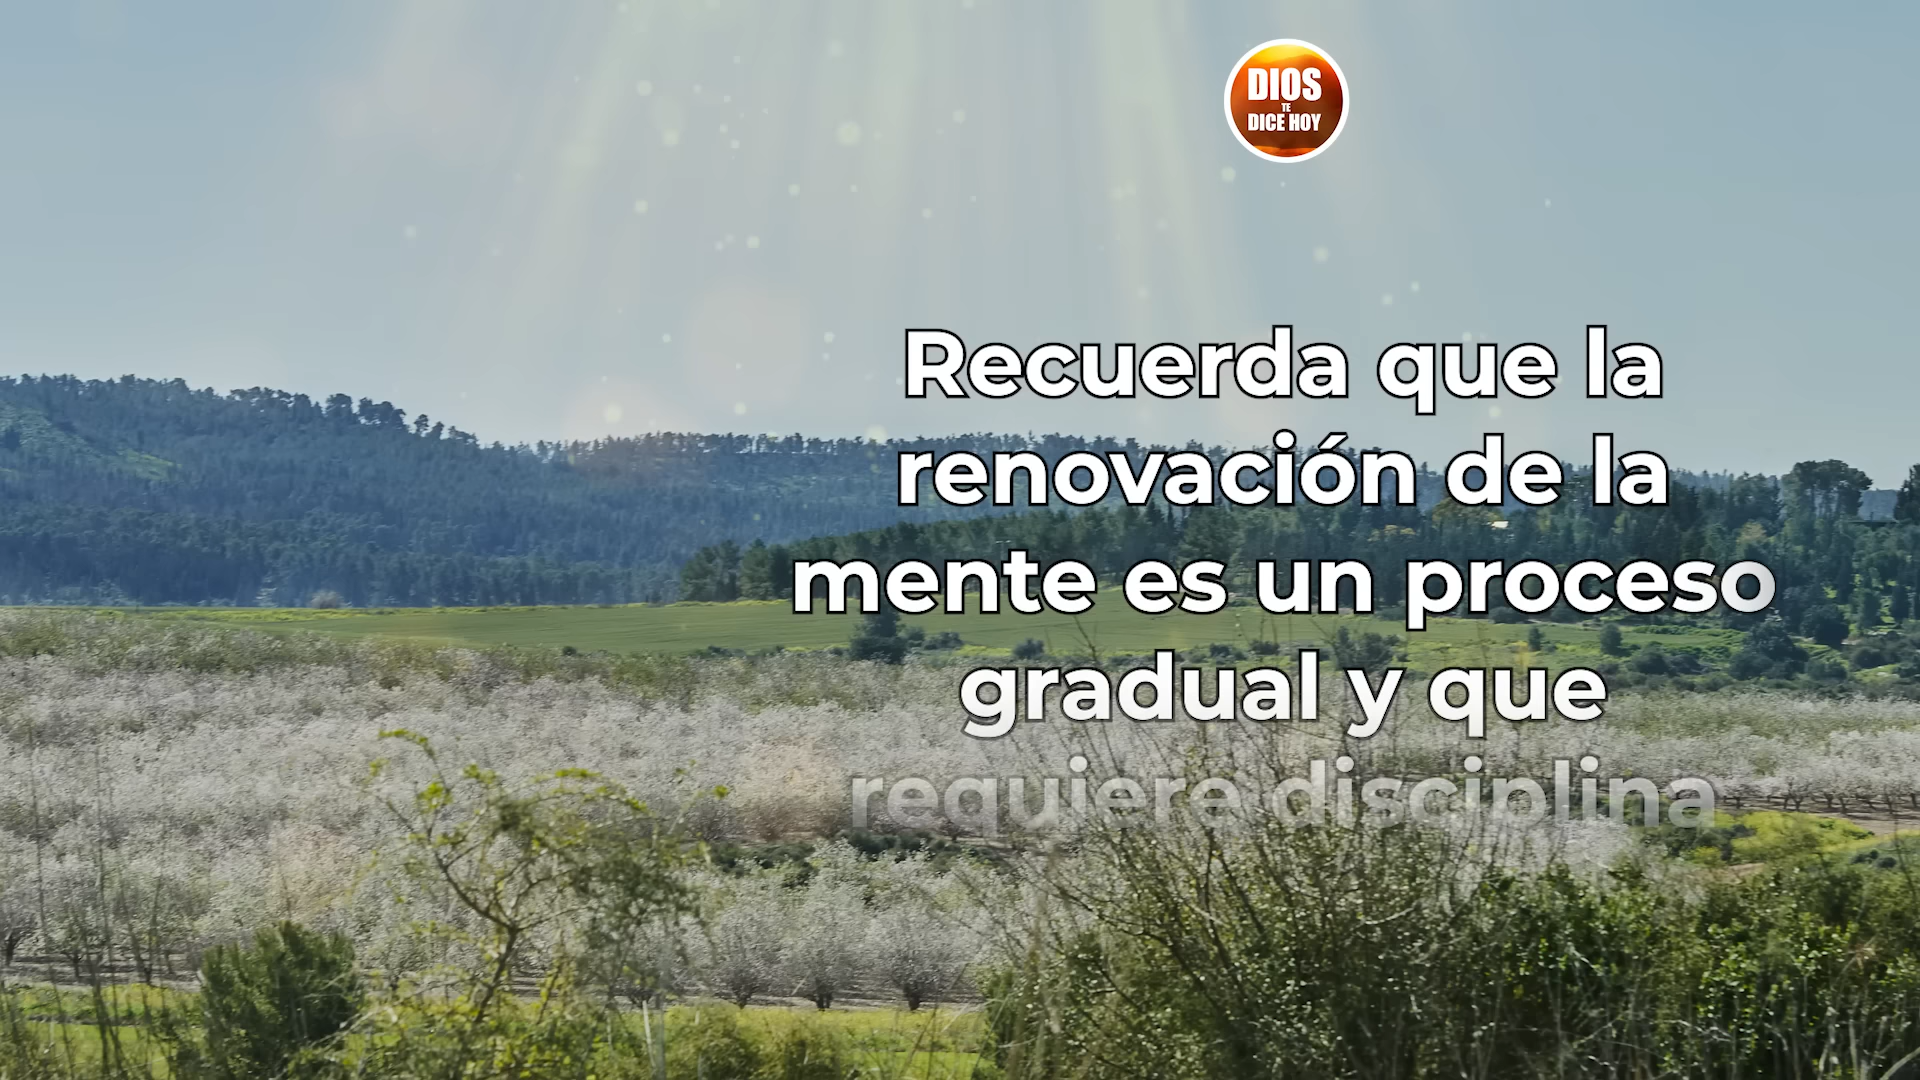 DIOS
TE
DICE HOY
Recuerda que la
renovación de la
mente es un proceso
gradual y que
requiere disciplina